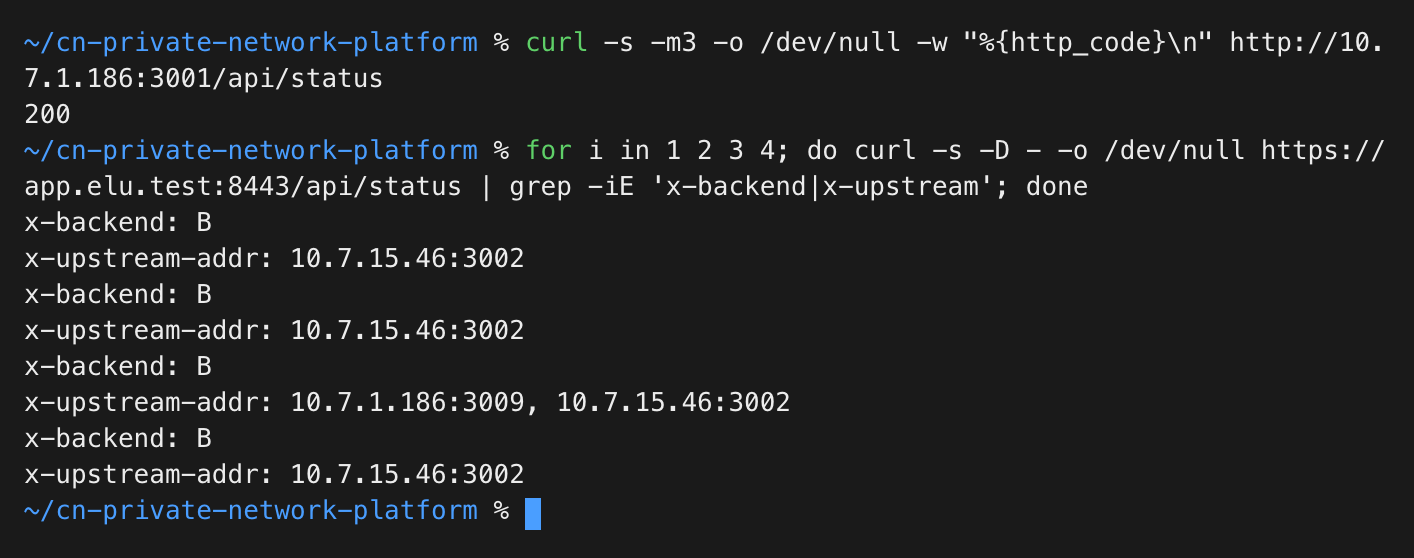 ~/cn-private-network-platform % curl -s -m3 -o /dev/null -w "%{http_code}\n" http://10.
7.1.186:3001/api/status
200
~/cn-private-network-platform % for i in 1 2 3 4; do curl -s -D - -o /dev/null https://
app.elu.test:8443/api/status | grep -iE 'x-backend|x-upstream'; done
x-backend: B
x-upstream-addr: 10.7.15.46:3002
x-backend: B
x-upstream-addr: 10.7.15.46:3002
x-backend: B
x-upstream-addr: 10.7.1.186:3009, 10.7.15.46:3002
x-backend: B
x-upstream-addr: 10.7.15.46:3002
~/cn-private-network-platform %